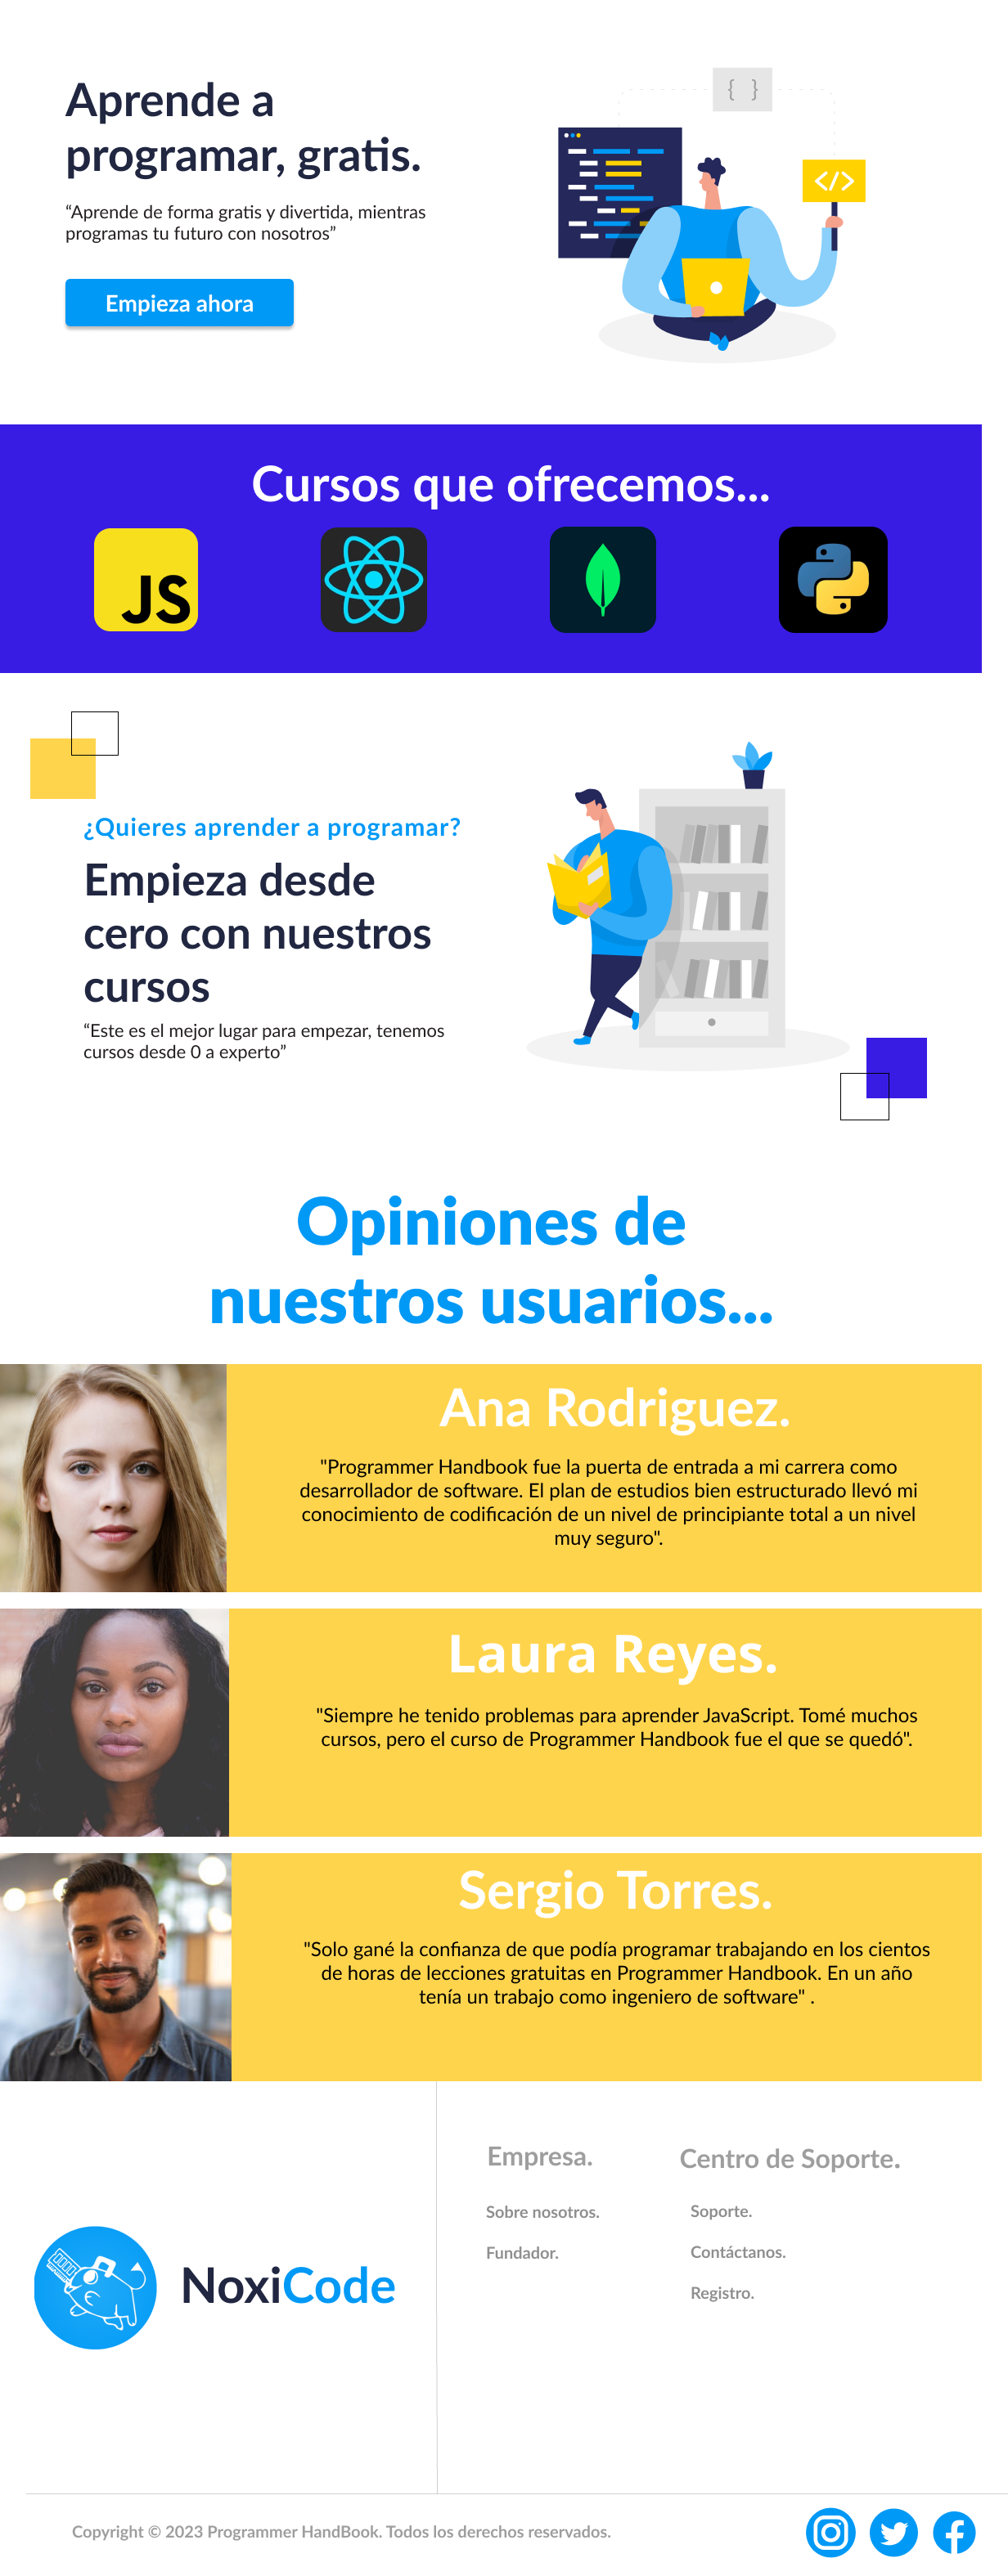 Aprende a
programar, gratis.
“Aprende de forma gratis y divertida, mientras
programas tu futuro con nosotros”
Empieza ahora
{ }
</>
Cursos que ofrecemos...
JS
¿Quieres aprender a programar?
Empieza desde
cero con nuestros
cursos
“Este es el mejor lugar para empezar, tenemos
cursos desde 0 a experto”
Opiniones de
nuestros usuarios...
Ana Rodriguez.
"Programmer Handbook fue la puerta de entrada a mi carrera como
desarrollador de software. El plan de estudios bien estructurado llevó mi
conocimiento de codificación de un nivel de principiante total a un nivel
muy seguro".
Laura Reyes.
"Siempre he tenido problemas para aprender JavaScript. Tomé muchos
cursos, pero el curso de Programmer Handbook fue el que se quedó".
Sergio Torres.
"Solo gané la confianza de que podía programar trabajando en los cientos
de horas de lecciones gratuitas en Programmer Handbook. En un año
tenía un trabajo como ingeniero de software" .
Empresa.
Sobre nosotros.
Fundador.
Centro de Soporte.
Soporte.
Contáctanos.
Registro.
NoxiCode
Copyright © 2023 Programmer HandBook. Todos los derechos reservados.